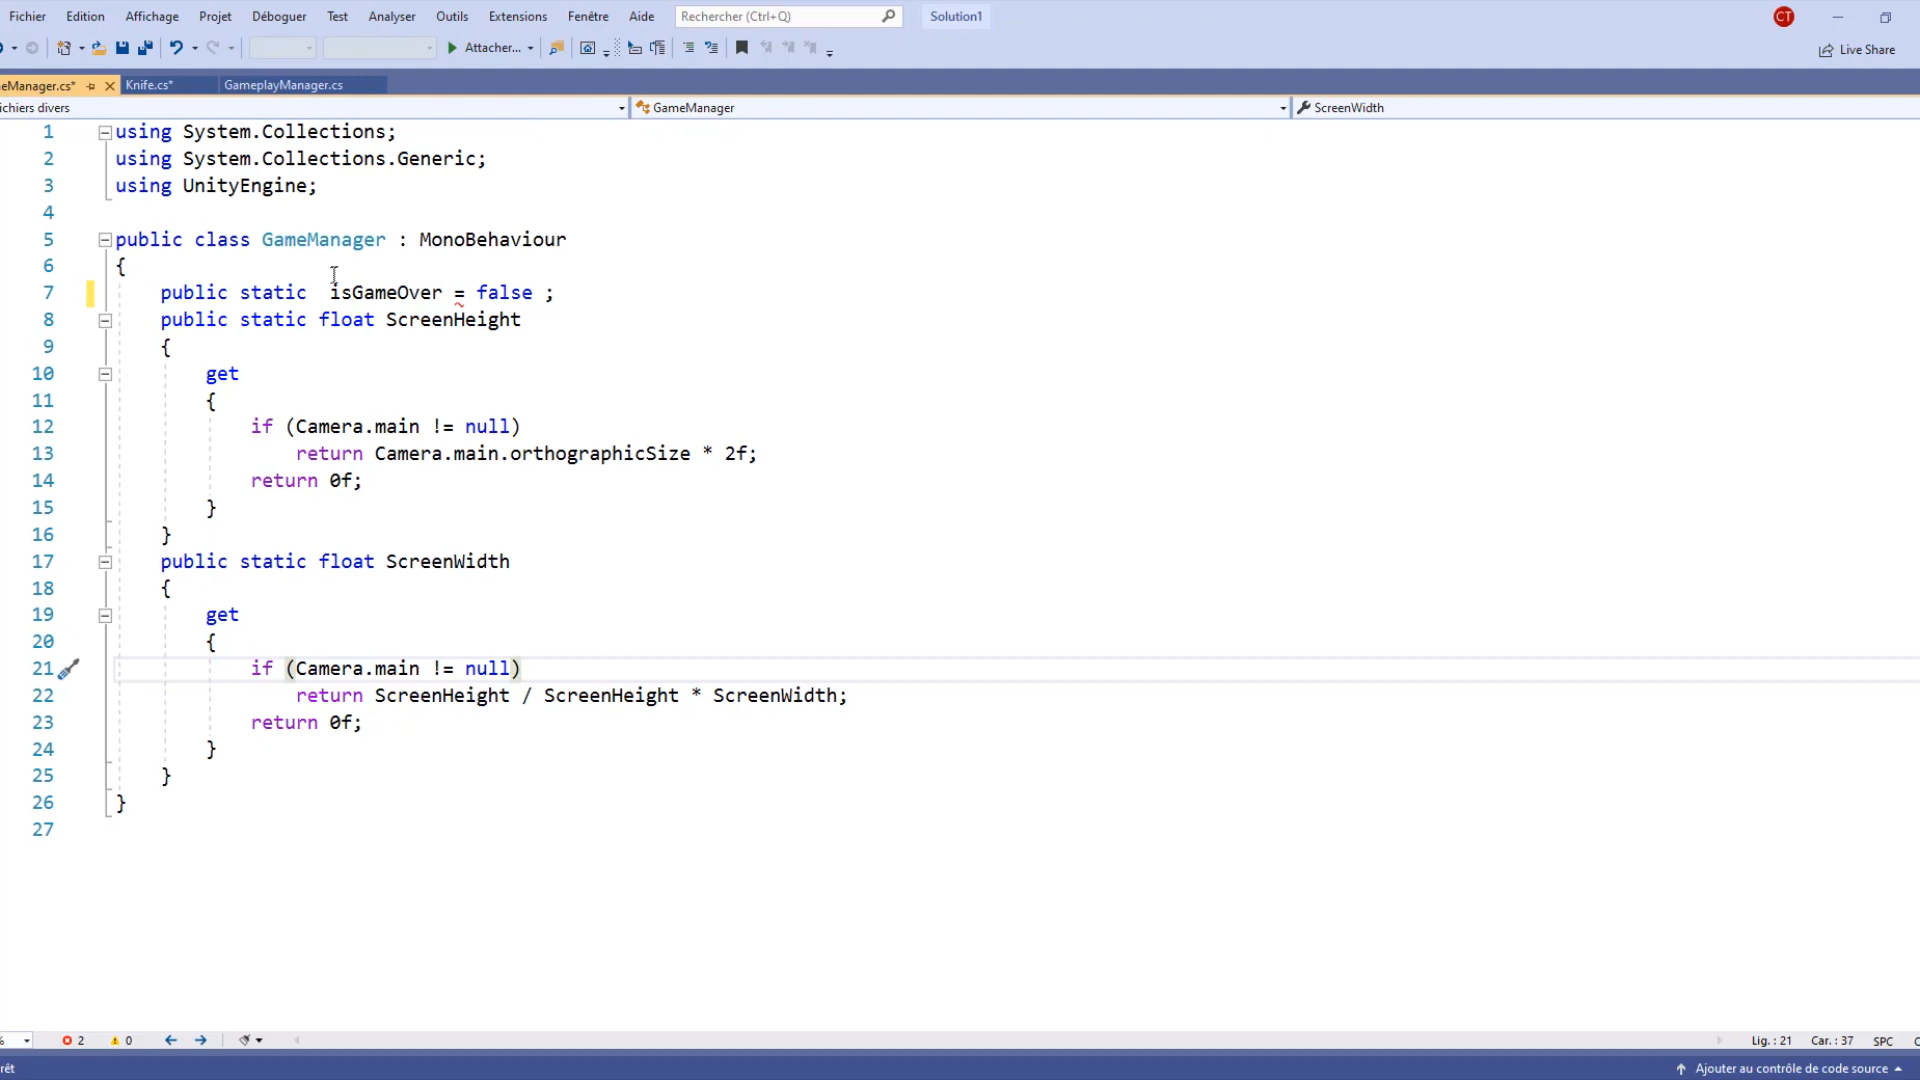 Fichier Edition Affichage Projet Déboguer Test Analyser Outils Extensions Fenêtre Aide Rechercher (Ctrl+Q) Solution1 CT
Attacher... Live Share
eManager.cs* Knife.cs* GameplayManager.cs
ichiers divers GameManager ScreenWidth
1 using System.Collections;
2 using System.Collections.Generic;
3 using UnityEngine;
4
5 public class GameManager : MonoBehaviour
6 {
7 public static isGameOver = false ;
8 public static float ScreenHeight
9 {
10 get
11 {
12 if (Camera.main != null)
13 return Camera.main.orthographicSize * 2f;
14 return 0f;
15 }
16 }
17 public static float ScreenWidth
18 {
19 get
20 {
21 if (Camera.main != null)
22 return ScreenHeight / ScreenHeight * ScreenWidth;
23 return 0f;
24 }
25 }
26 }
27
% 2 0 Lig. : 21 Car. : 37 SPC C
rêt Ajouter au contrôle de code source